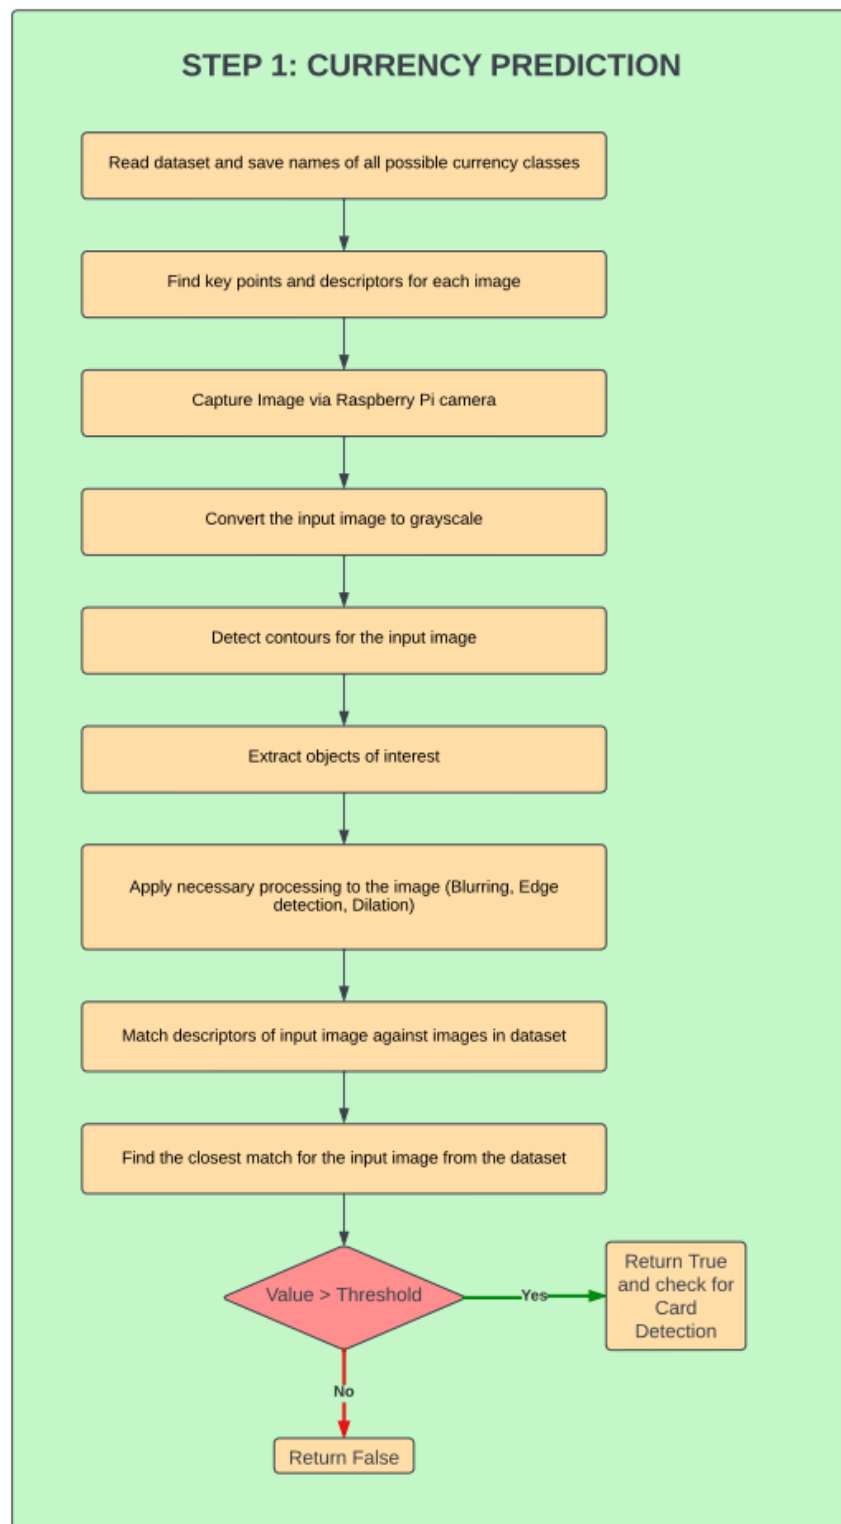 STEP 1: CURRENCY PREDICTION
Read dataset and save names of all possible currency classes
Find key points and descriptors for each image
Capture Image via Raspberry Pi camera
Convert the input image to grayscale
Detect contours for the input image
Extract objects of interest
Apply necessary processing to the image (Blurring, Edge
detection, Dilation)
Match descriptors of input image against images in dataset
Find the closest match for the input image from the dataset
Value > Threshold
Yes
Return True
and check for
Card
Detection
No
Return False